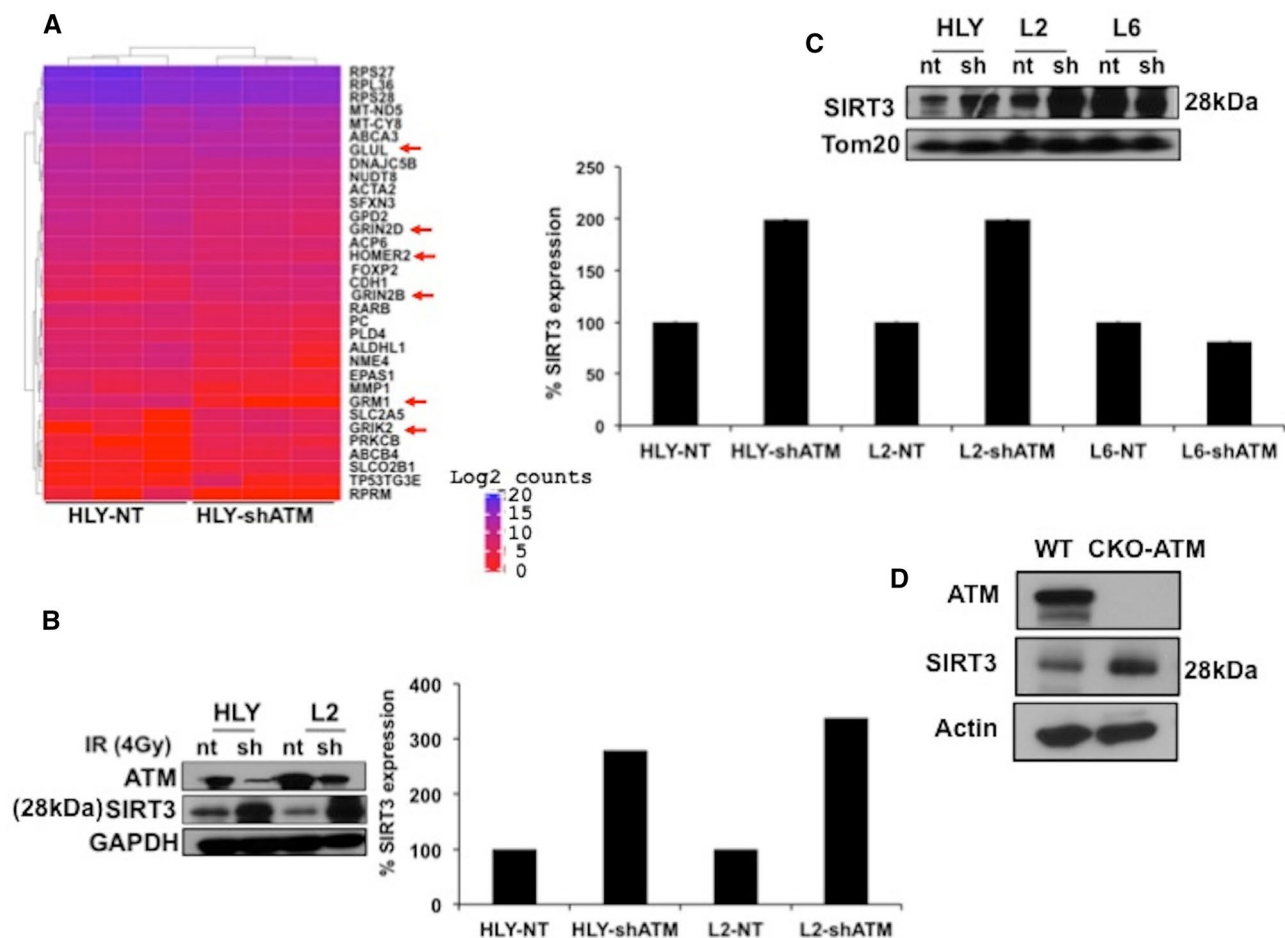 A
RPS27
RPL36
RPS28
MT-ND5
MT-CY8
ABCA3
GLUL
DNAJC5B
NUDT8
ACTA2
SFXN3
GPD2
GRIN2D
ACP6
HOMER2
FOXP2
CDH1
GRIN2B
RARB
PC
PLD4
ALDHL1
NME4
EPAS1
MMP1
GRM1
SLC2A5
GRIK2
PRKCB
ABCB4
SLCO2B1
TP53TG3E
RPRM
HLY-NT HLY-shATM
Log2 counts
20
15
10
5
0
B
HLY L2
IR (4Gy) nt sh nt sh
ATM
(28kDa) SIRT3
GAPDH
% SIRT3 expression
400
300
200
100
0
HLY-NT HLY-shATM L2-NT L2-shATM
C
HLY L2 L6
nt sh nt sh nt sh
SIRT3 28kDa
Tom20
% SIRT3 expression
250
200
150
100
50
0
HLY-NT HLY-shATM L2-NT L2-shATM L6-NT L6-shATM
D
WT CKO-ATM
ATM
SIRT3 28kDa
Actin